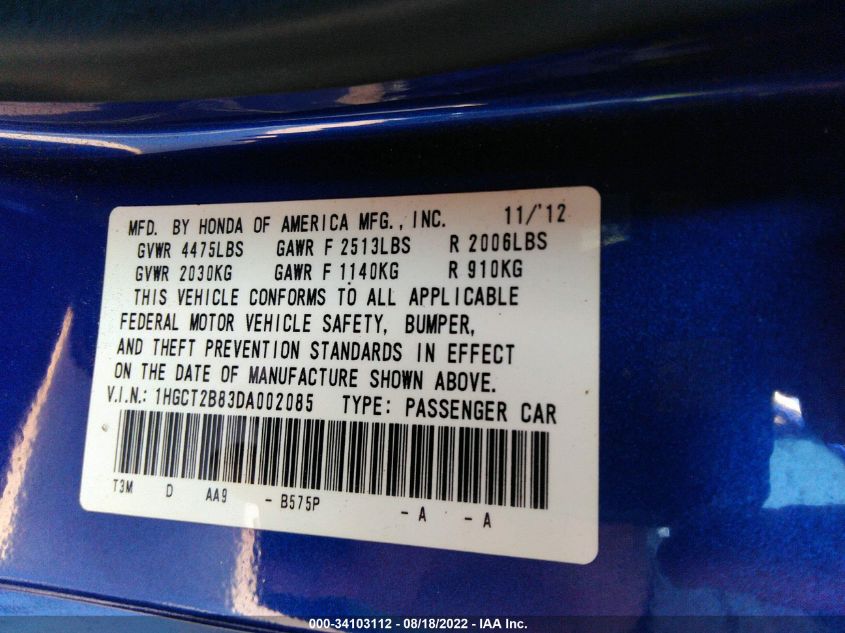 MFD. BY HONDA OF AMERICA MFG., INC. 11/'12
GVWR 4475LBS GAWR F 2513LBS R 2006LBS
GVWR 2030KG GAWR F 1140KG R 910KG
THIS VEHICLE CONFORMS TO ALL APPLICABLE
FEDERAL MOTOR VEHICLE SAFETY, BUMPER,
AND THEFT PREVENTION STANDARDS IN EFFECT
ON THE DATE OF MANUFACTURE SHOWN ABOVE.
V.I.N.: 1HGCT2B83DA002085 TYPE: PASSENGER CAR
T3M D AA9 - B575P - A - A
000-34103112 - 08/18/2022 - IAA Inc.